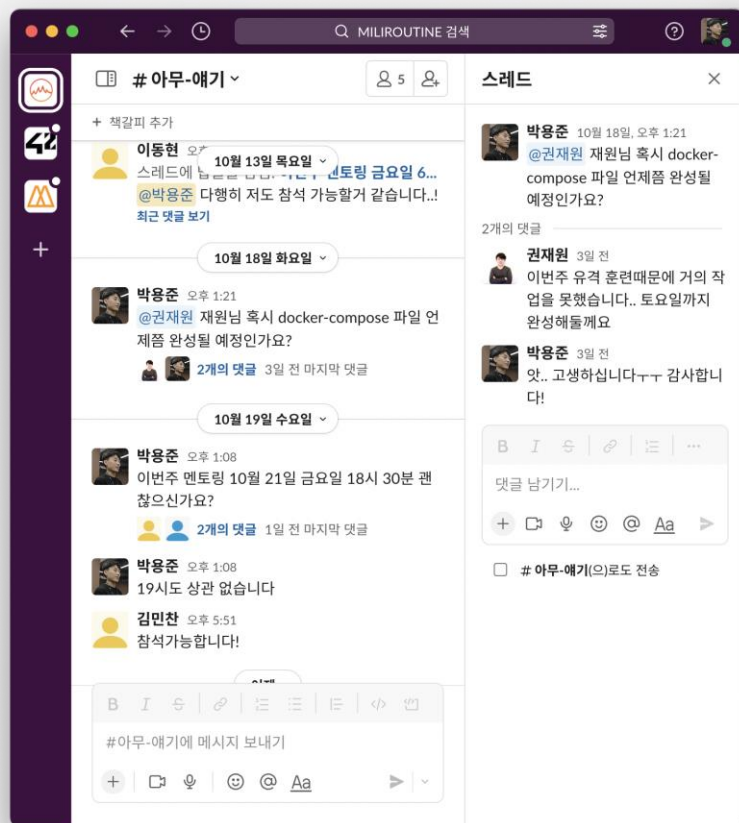 MILIROUTINE 검색
# 아무-얘기
5
+ 책갈피 추가
이동현
10월 13일 목요일
멘토링 금요일 6...
@박용준 다행히 저도 참석 가능할거 같습니다..!
최근 댓글 보기
10월 18일 화요일
박용준 오후 1:21
@권재원 재원님 혹시 docker-compose 파일 언
제쯤 완성될 예정인가요?
2개의 댓글 3일 전 마지막 댓글
10월 19일 수요일
박용준 오후 1:08
이번주 멘토링 10월 21일 금요일 18시 30분 괜
찮으신가요?
2개의 댓글 1일 전 마지막 댓글
박용준 오후 1:08
19시도 상관 없습니다
김민찬 오후 5:51
참석가능합니다!
B I S
#아무-얘기에 메시지 보내기
+ @ Aa
스레드
박용준 10월 18일, 오후 1:21
@권재원 재원님 혹시 docker-
compose 파일 언제쯤 완성될
예정인가요?
2개의 댓글
권재원 3일 전
이번주 유격 훈련때문에 거의 작
업을 못했습니다.. 토요일까지
완성해둘께요
박용준 3일 전
앗.. 고생하십니다ㅜㅜ 감사합니
다!
B I S
댓글 남기기...
+ @ Aa
# 아무-얘기(으)로도 전송